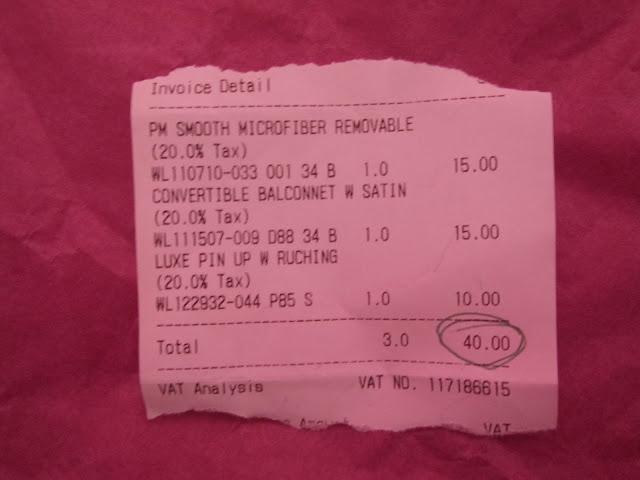 Invoice Detail
PM SMOOTH MICROFIBER REMOVABLE
(20.0% Tax)
WL110710-033 001 34 B 1.0 15.00
CONVERTIBLE BALCONNET W SATIN
(20.0% Tax)
WL111507-009 D88 34 B 1.0 15.00
LUXE PIN UP W RUCHING
(20.0% Tax)
WL122932-044 P85 S 1.0 10.00
Total 3.0 40.00
VAT Analysis VAT NO. 117186615
VAT